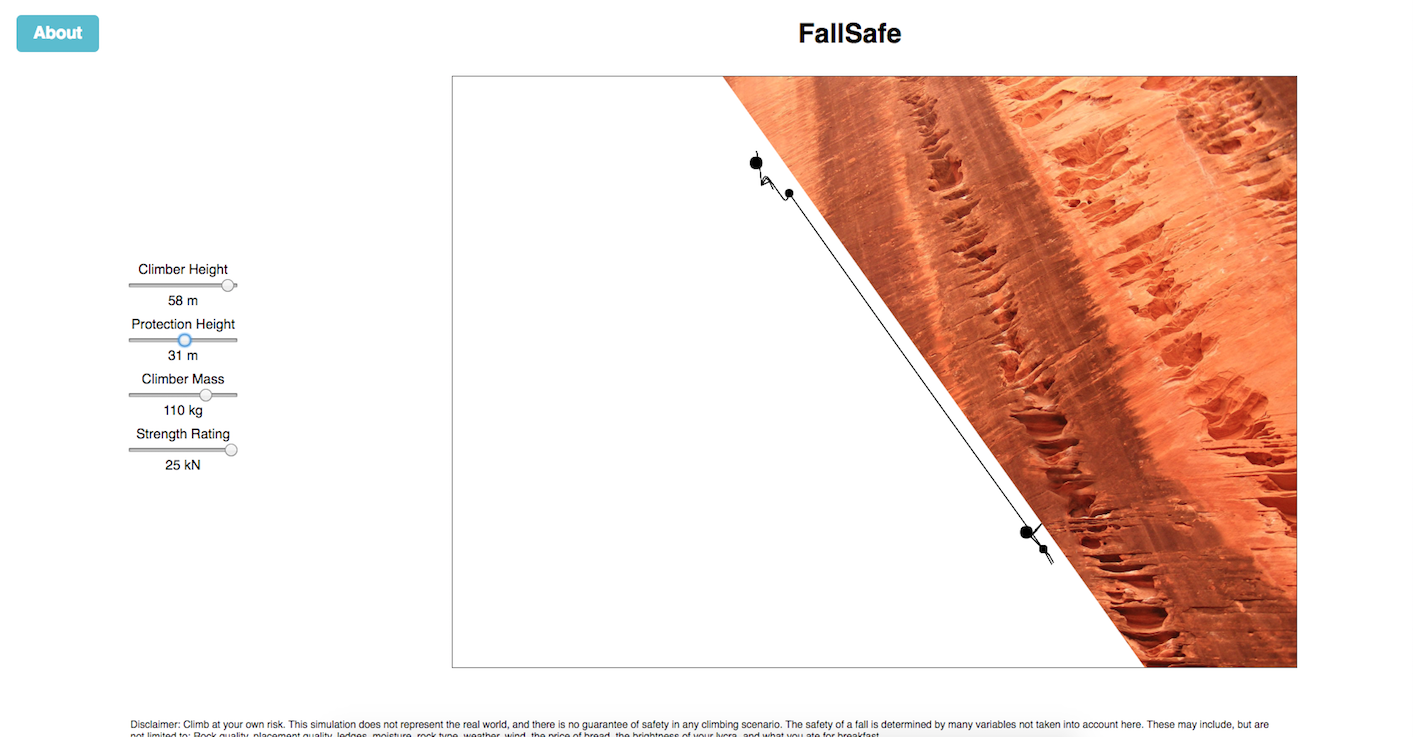 About
FallSafe
Climber Height
58 m
Protection Height
31 m
Climber Mass
110 kg
Strength Rating
25 kN
Disclaimer: Climb at your own risk. This simulation does not represent the real world, and there is no guarantee of safety in any climbing scenario. The safety of a fall is determined by many variables not taken into account here. These may include, but are
not limited to: Rock quality, placement quality, ledges, moisture, rock type, weather, wind, the price of bread, the brightness of your lycra, and what you ate for breakfast.